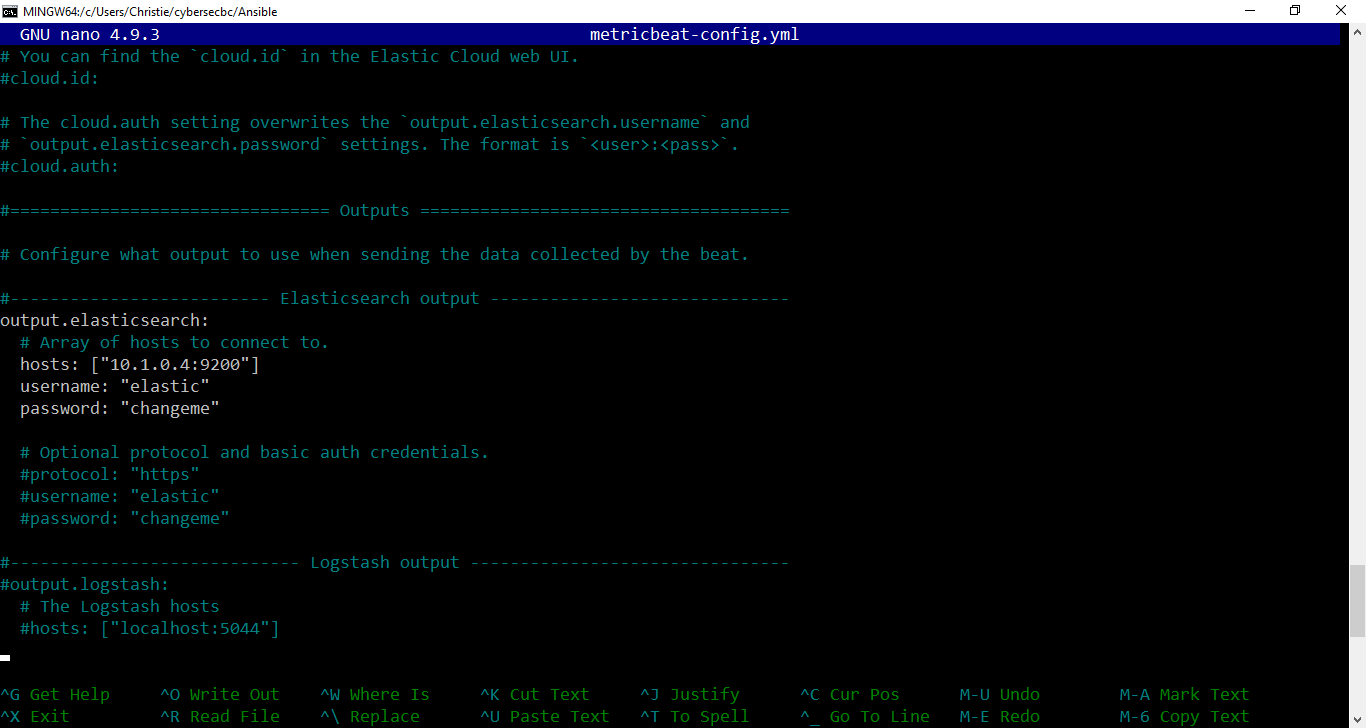 MINGW64:/c/Users/Christie/cybersecbc/Ansible
GNU nano 4.9.3 metricbeat-config.yml
# You can find the `cloud.id` in the Elastic Cloud web UI.
#cloud.id:
# The cloud.auth setting overwrites the `output.elasticsearch.username` and
# `output.elasticsearch.password` settings. The format is `<user>:<pass>`.
#cloud.auth:
#================================ Outputs =====================================
# Configure what output to use when sending the data collected by the beat.
#-------------------------- Elasticsearch output ------------------------------
output.elasticsearch:
# Array of hosts to connect to.
hosts: ["10.1.0.4:9200"]
username: "elastic"
password: "changeme"
# Optional protocol and basic auth credentials.
#protocol: "https"
#username: "elastic"
#password: "changeme"
#----------------------------- Logstash output --------------------------------
#output.logstash:
# The Logstash hosts
#hosts: ["localhost:5044"]
^G Get Help ^O Write Out ^W Where Is ^K Cut Text ^J Justify ^C Cur Pos M-U Undo M-A Mark Text
^X Exit ^R Read File ^\ Replace ^U Paste Text ^T To Spell ^_ Go To Line M-E Redo M-6 Copy Text